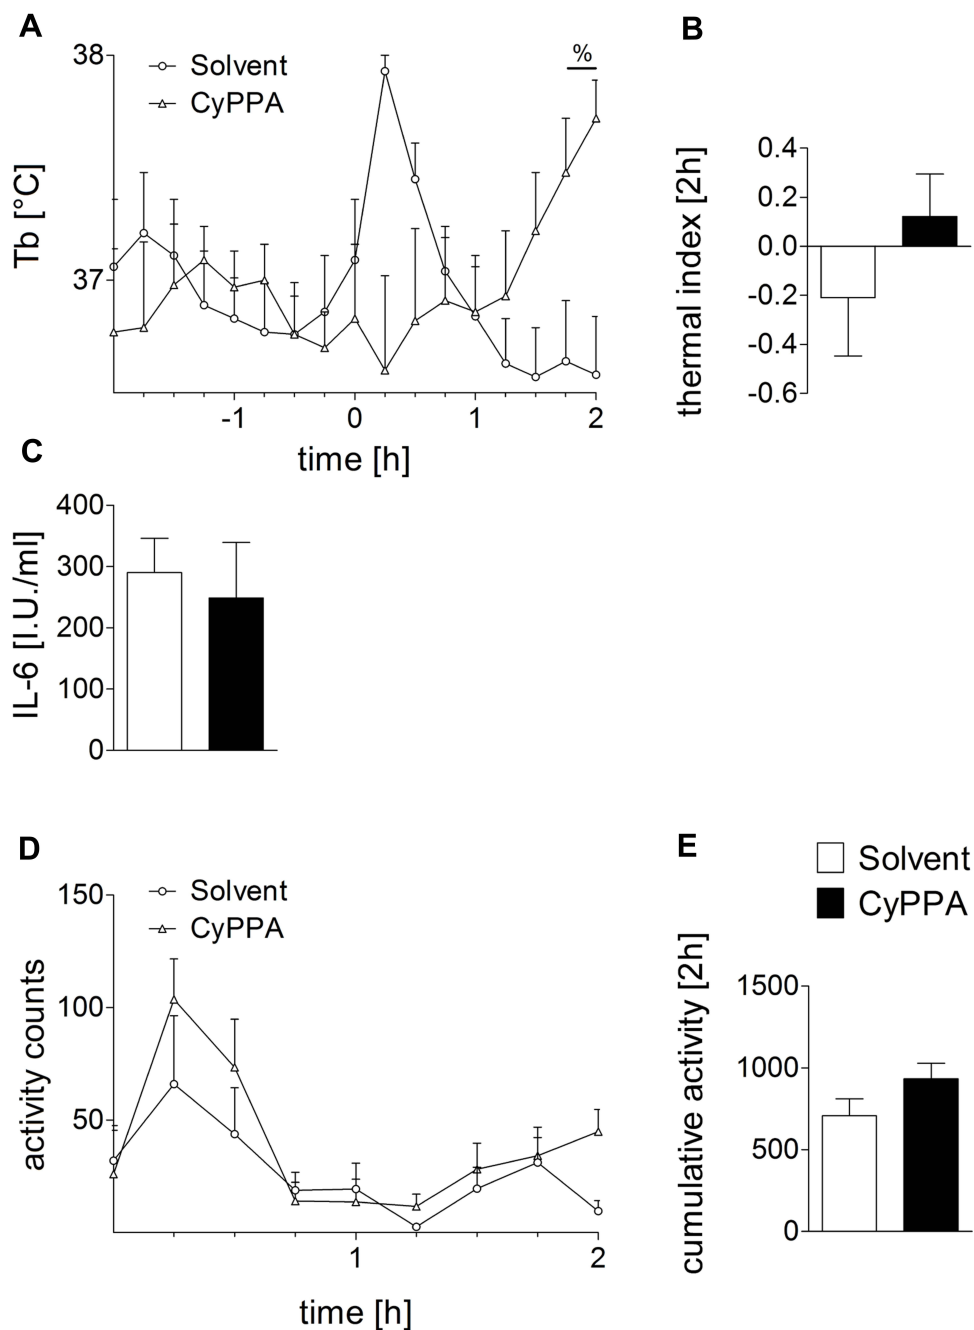 A
38
37
Tb [°C]
Solvent
CyPPA
%
-1
0
1
2
time [h]
B
thermal index [2h]
0.4
0.2
0.0
-0.2
-0.4
-0.6
C
IL-6 [I.U./ml]
400
300
200
100
0
D
activity counts
150
100
50
Solvent
CyPPA
1
2
time [h]
E
Solvent
CyPPA
cumulative activity [2h]
1500
1000
500
0